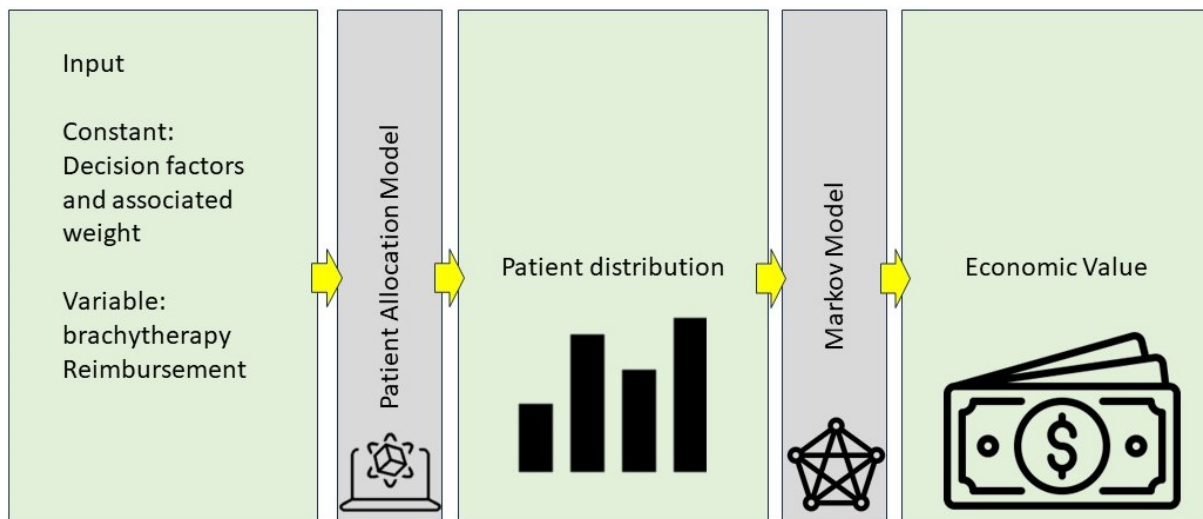 Input
Constant:
Decision factors
and associated
weight
Variable:
brachytherapy
Reimbursement
Patient Allocation Model
Patient distribution
Markov Model
Economic Value
$